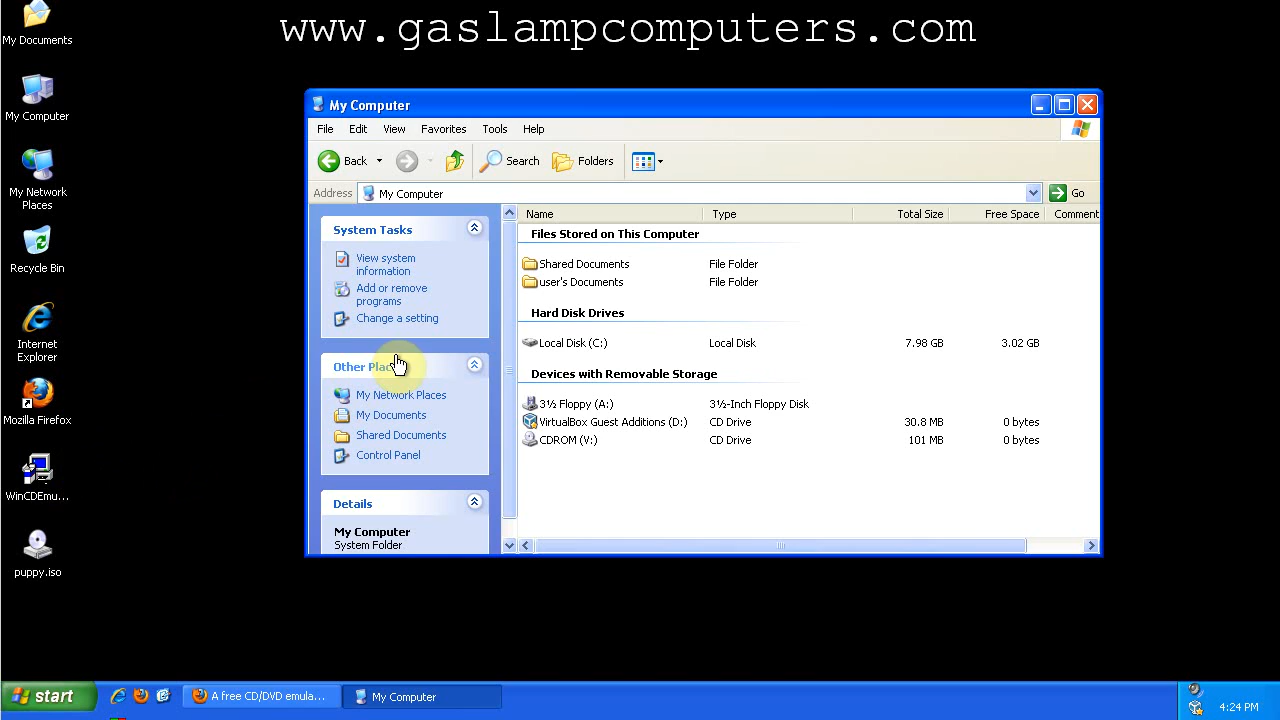 www.gaslampcomputers.com
My Documents
My Computer
My Network
Places
Recycle Bin
Internet
Explorer
Mozilla Firefox
WinCDEmu...
puppy.iso
My Computer
File Edit View Favorites Tools Help
Back Search Folders
Address My Computer Go
System Tasks
View system
information
Add or remove
programs
Change a setting
Other Pla
My Network Places
My Documents
Shared Documents
Control Panel
Details
My Computer
System Folder
Name Type Total Size Free Space Comment
Files Stored on This Computer
Shared Documents File Folder
user's Documents File Folder
Hard Disk Drives
Local Disk (C:) Local Disk 7.98 GB 3.02 GB
Devices with Removable Storage
3½ Floppy (A:) 3½-Inch Floppy Disk
VirtualBox Guest Additions (D:) CD Drive 30.8 MB 0 bytes
CDROM (V:) CD Drive 101 MB 0 bytes
start A free CD/DVD emula... My Computer 4:24 PM